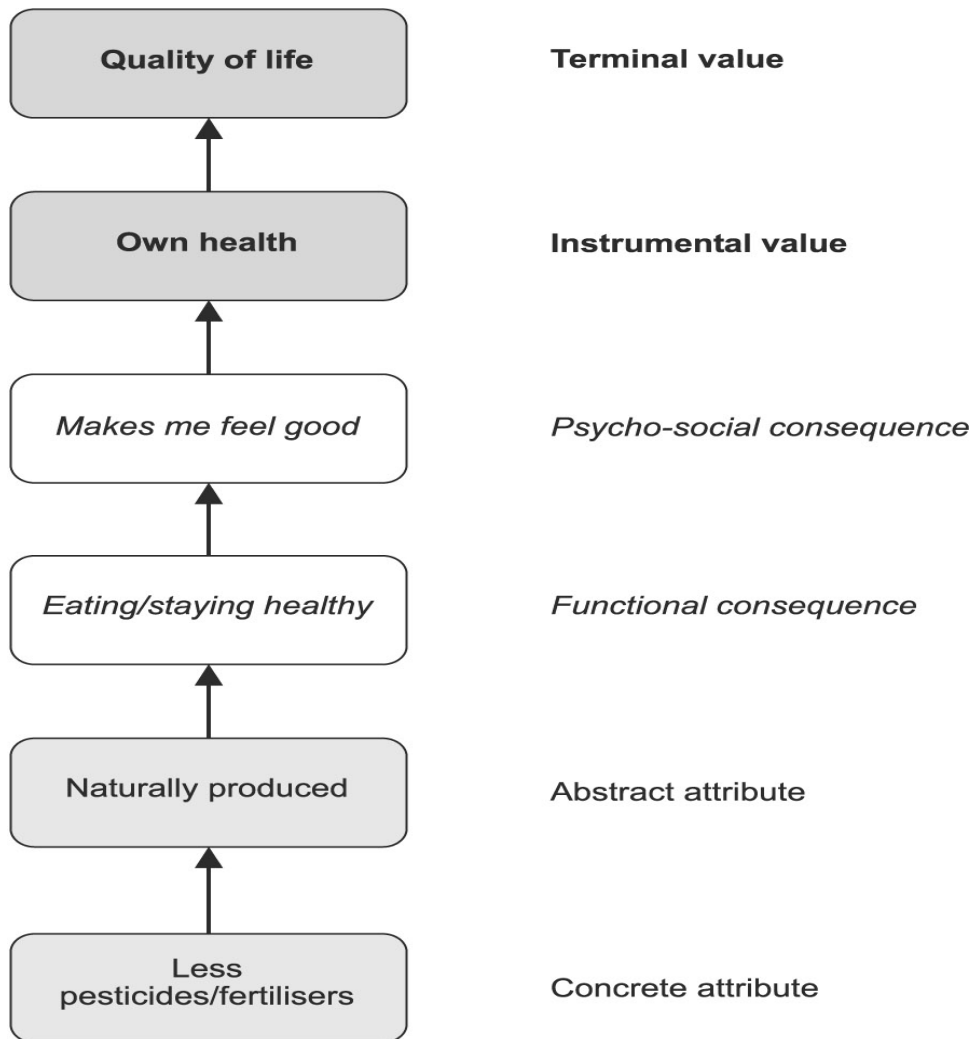 Quality of life
Terminal value
Own health
Instrumental value
Makes me feel good
Psycho-social consequence
Eating/staying healthy
Functional consequence
Naturally produced
Abstract attribute
Less
pesticides/fertilisers
Concrete attribute